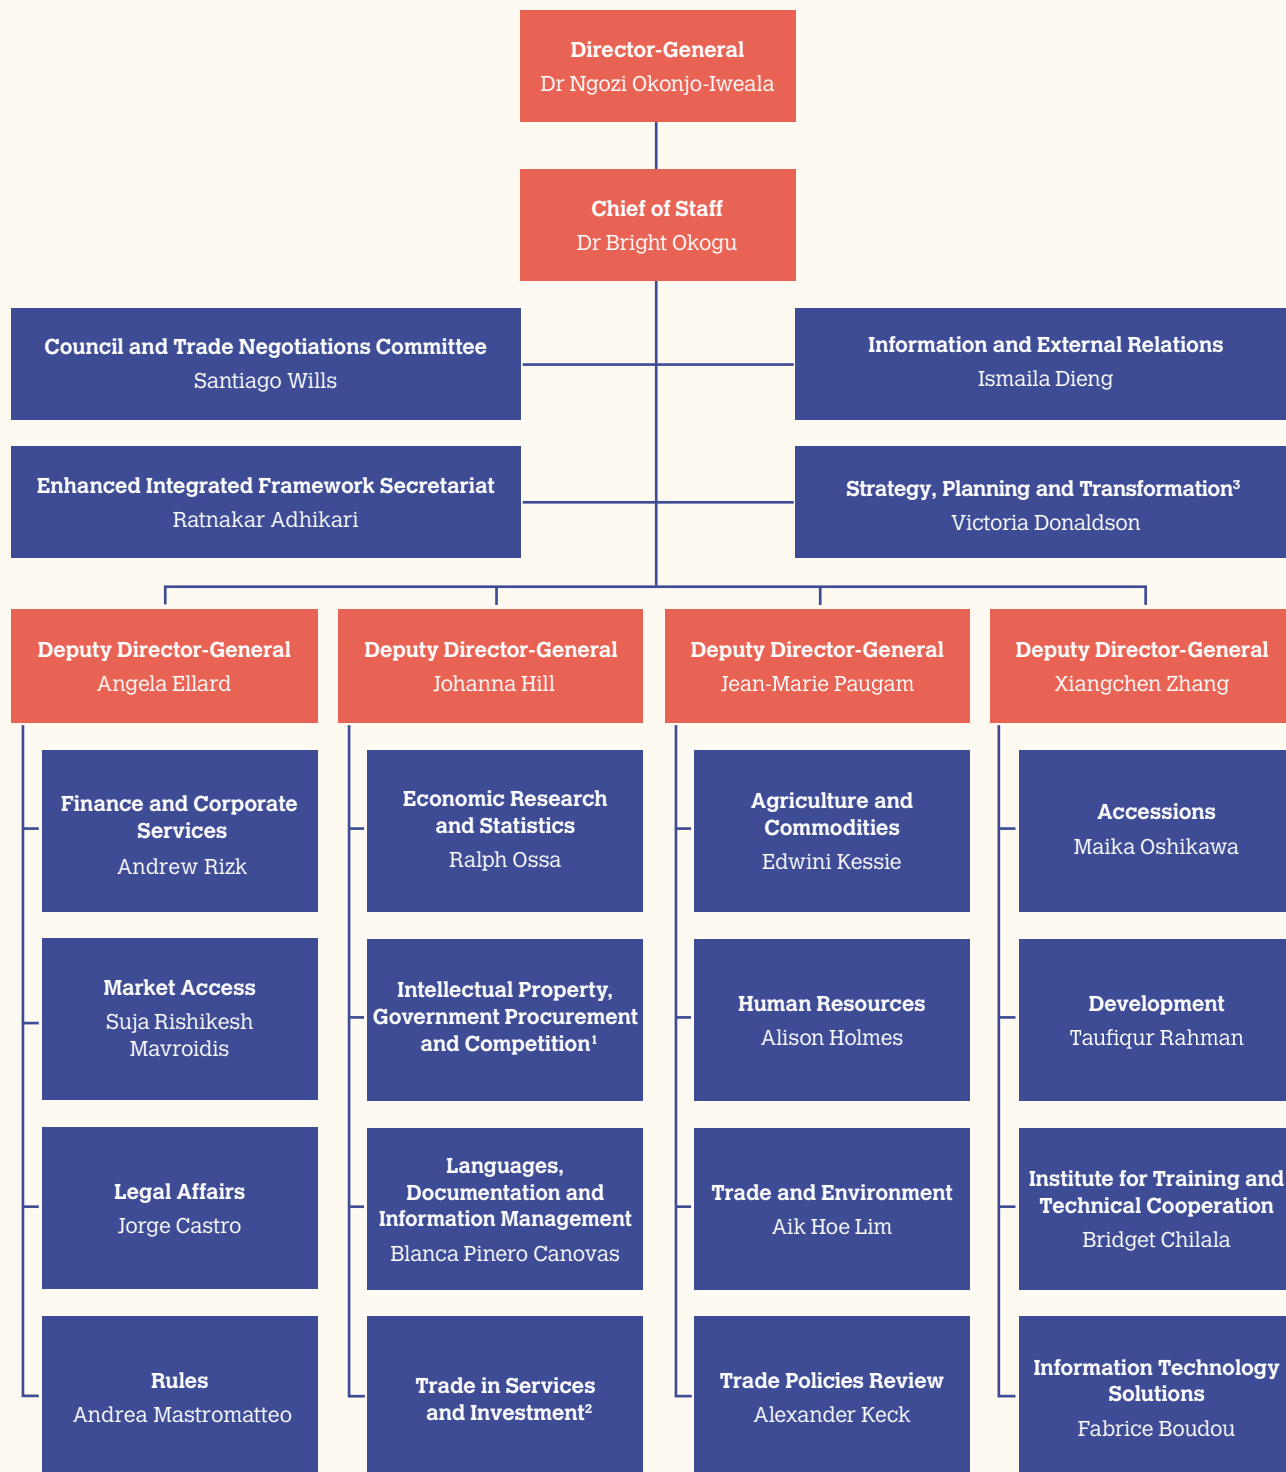 Director-General
Dr Ngozi Okonjo-Iweala
Chief of Staff
Dr Bright Okogu
Council and Trade Negotiations Committee
Santiago Wills
Information and External Relations
Ismaila Dieng
Enhanced Integrated Framework Secretariat
Ratnakar Adhikari
Strategy, Planning and Transformation³
Victoria Donaldson
Deputy Director-General
Angela Ellard
Finance and Corporate
Services
Andrew Rizk
Market Access
Suja Rishikesh
Mavroidis
Legal Affairs
Jorge Castro
Rules
Andrea Mastromatteo
Deputy Director-General
Johanna Hill
Economic Research
and Statistics
Ralph Ossa
Intellectual Property,
Government Procurement
and Competition¹
Languages,
Documentation and
Information Management
Blanca Pinero Canovas
Trade in Services
and Investment²
Deputy Director-General
Jean-Marie Paugam
Agriculture and
Commodities
Edwini Kessie
Human Resources
Alison Holmes
Trade and Environment
Aik Hoe Lim
Trade Policies Review
Alexander Keck
Deputy Director-General
Xiangchen Zhang
Accessions
Maika Oshikawa
Development
Taufiqur Rahman
Institute for Training and
Technical Cooperation
Bridget Chilala
Information Technology
Solutions
Fabrice Boudou